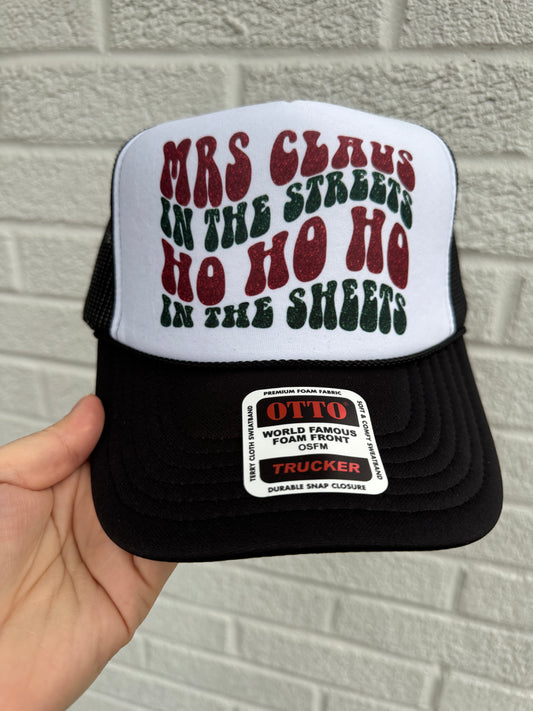 MRS CLAUS
IN THE STREETS
HO HO HO
IN THE SHEETS
PREMIUM FOAM FABRIC
TERRY CLOTH SWEATBAND
OTTO
WORLD FAMOUS
FOAM FRONT
OSFM
TRUCKER
SOFT & COMFY SWEATBAND
DURABLE SNAP CLOSURE